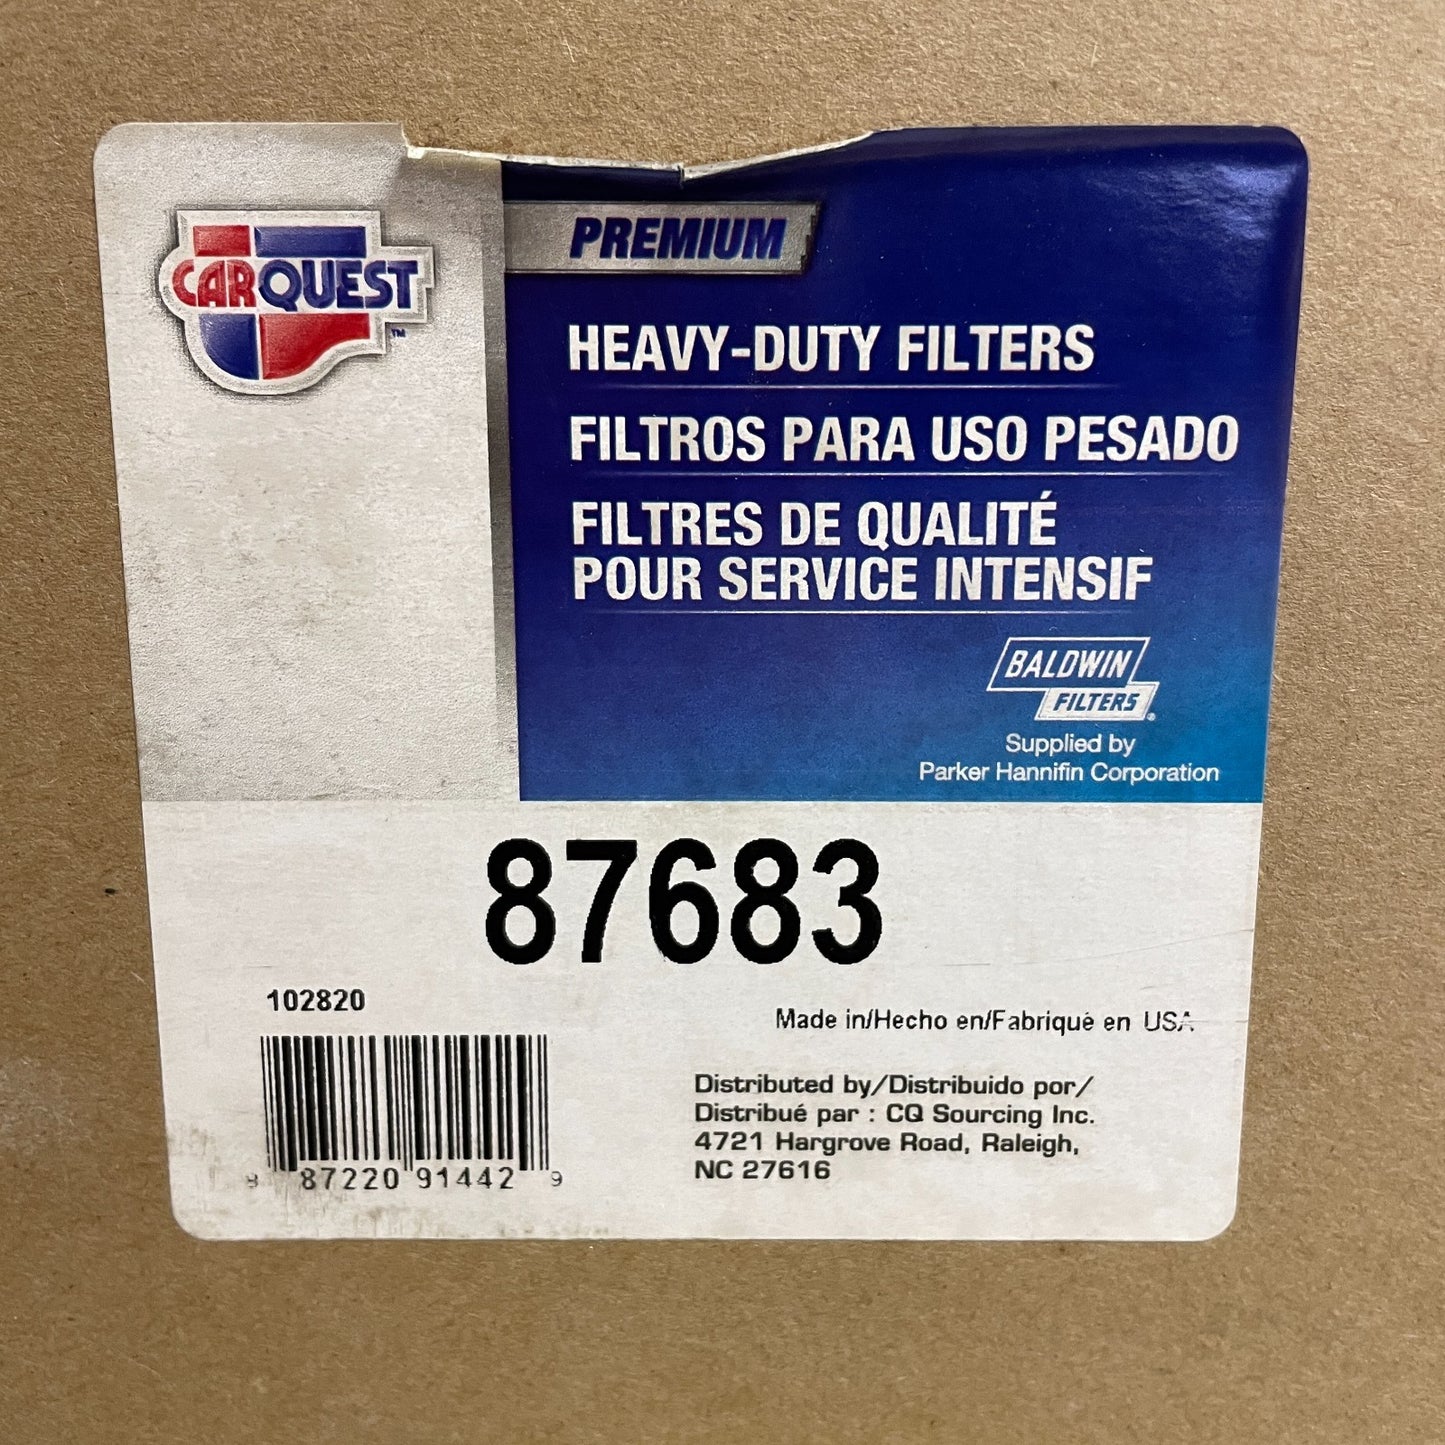 CARQUEST™
PREMIUM
HEAVY-DUTY FILTERS
FILTROS PARA USO PESADO
FILTRES DE QUALITÉ
POUR SERVICE INTENSIF
BALDWIN
FILTERS®
Supplied by
Parker Hannifin Corporation
87683
102820
Made in/Hecho en/Fabriqué en USA
Distributed by/Distribuido por/
Distribué par : CQ Sourcing Inc.
4721 Hargrove Road, Raleigh,
NC 27616
8 87220 91442 9